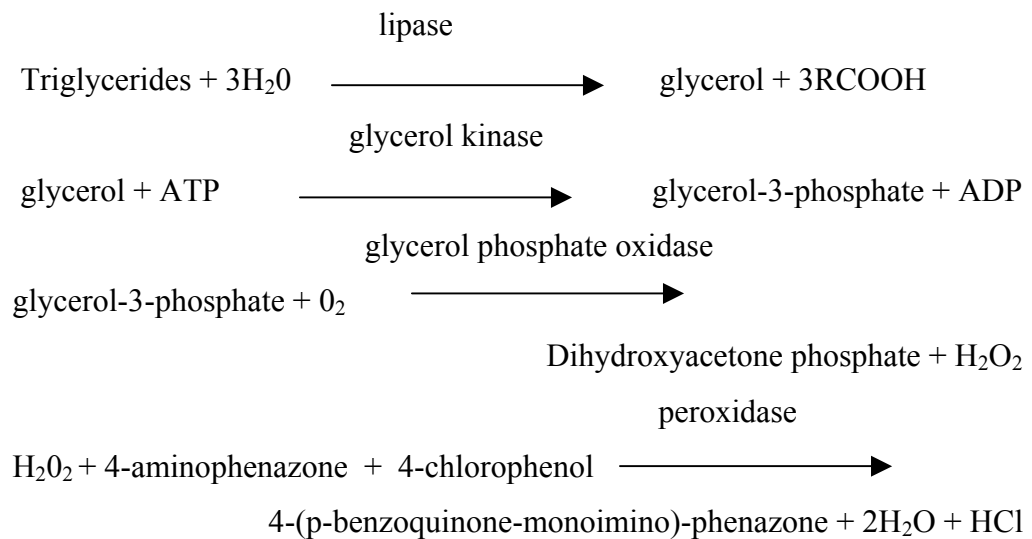 lipase
Triglycerides + 3H₂0 glycerol + 3RCOOH
glycerol kinase
glycerol + ATP glycerol-3-phosphate + ADP
glycerol phosphate oxidase
glycerol-3-phosphate + 0₂
Dihydroxyacetone phosphate + H₂O₂
peroxidase
H₂0₂ + 4-aminophenazone + 4-chlorophenol
4-(p-benzoquinone-monoimino)-phenazone + 2H₂O + HCl